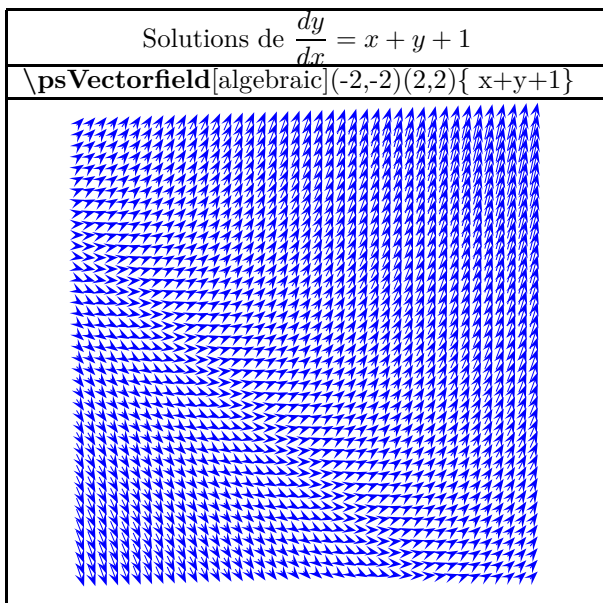 Solutions de dy/dx = x + y + 1
\psVectorfield[algebraic](-2,-2)(2,2){ x+y+1}